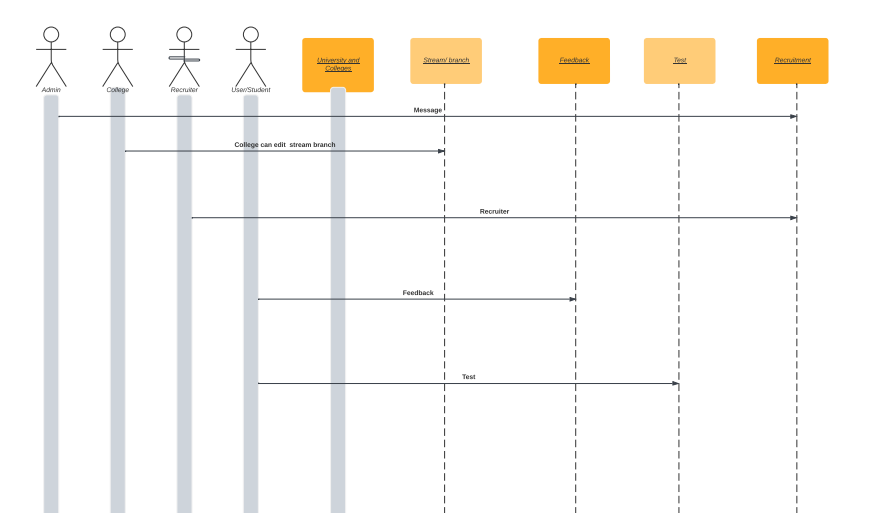 University and
Colleges
Stream/ branch
Feedback
Test
Recruitment
Admin
College
Recruiter
User/Student
Message
College can edit  stream branch
Recruiter
Feedback
Test